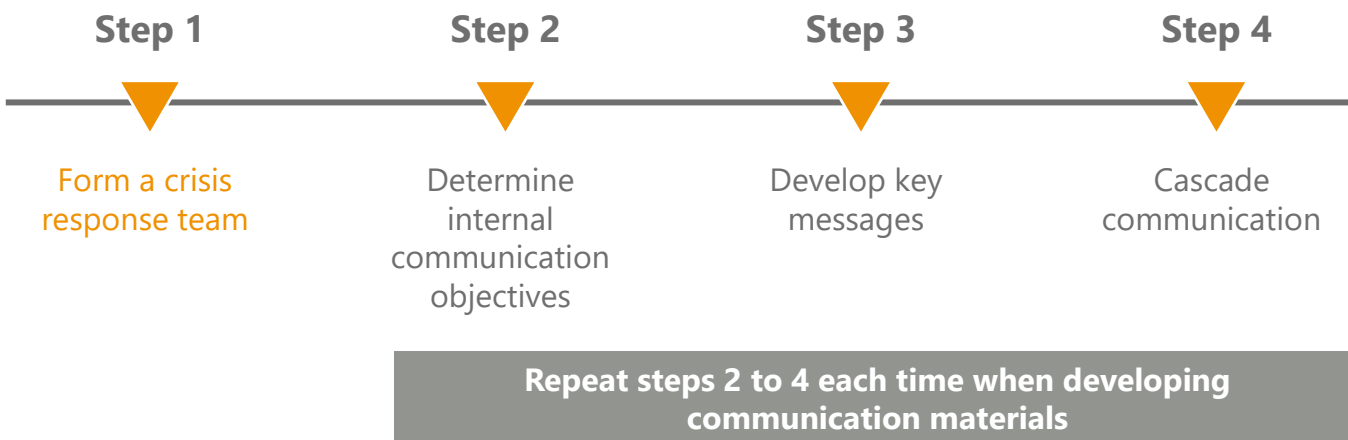 Step 1
Step 2
Step 3
Step 4
Form a crisis
response team
Determine
internal
communication
objectives
Develop key
messages
Cascade
communication
Repeat steps 2 to 4 each time when developing
communication materials